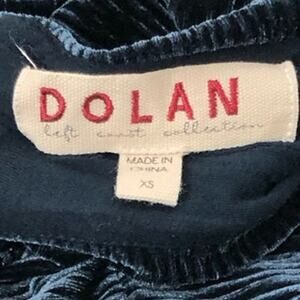 DOLAN
left coast collection
MADE IN
CHINA
XS